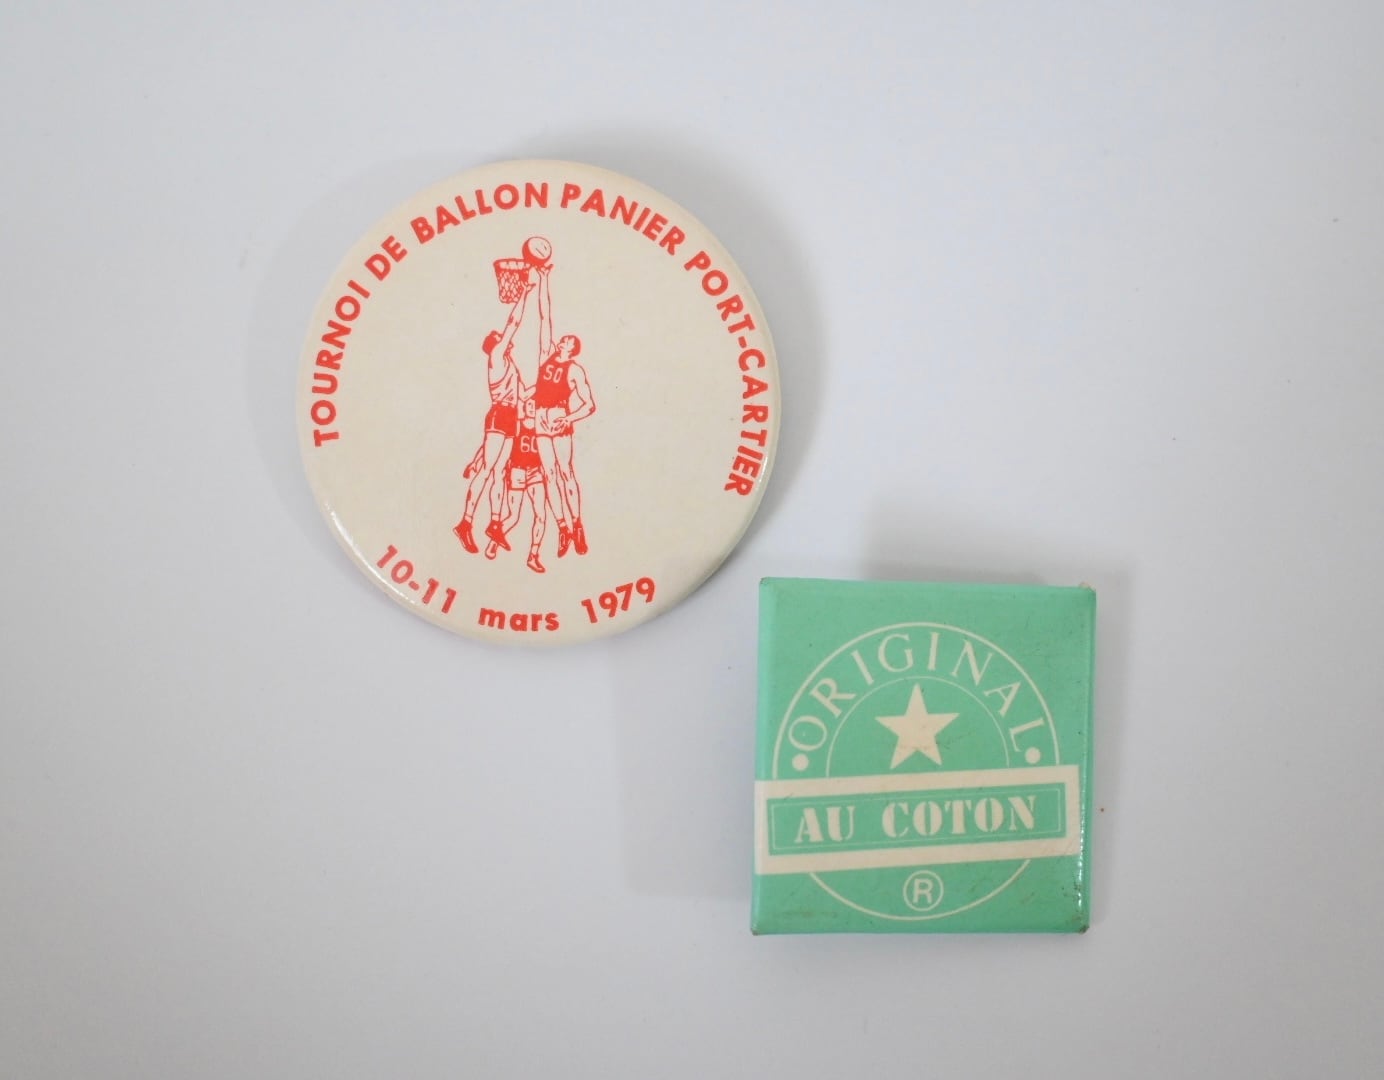 TOURNOI DE BALLON PANIER PORT-CARTIER
50
60
10-11 mars 1979
ORIGINAL
AU COTON
®